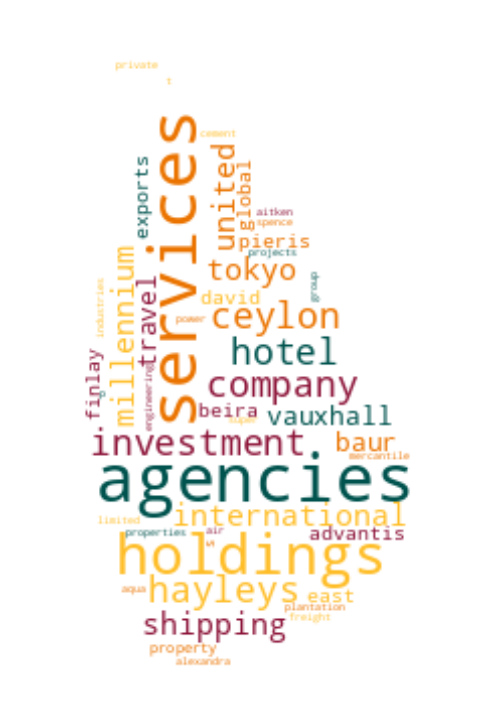 private
t
services
cement
united
global
exports
aitken
spence
pieris
projects
tokyo
millennium
travel
industries
group
david
power
ceylon
hotel
engineering
finlay
company
beira
vauxhall
super
investment
baur
mercantile
agencies
international
limited
properties
air
advantis
holdings
aqua
hayleys
east
plantation
shipping
freight
property
alexandra